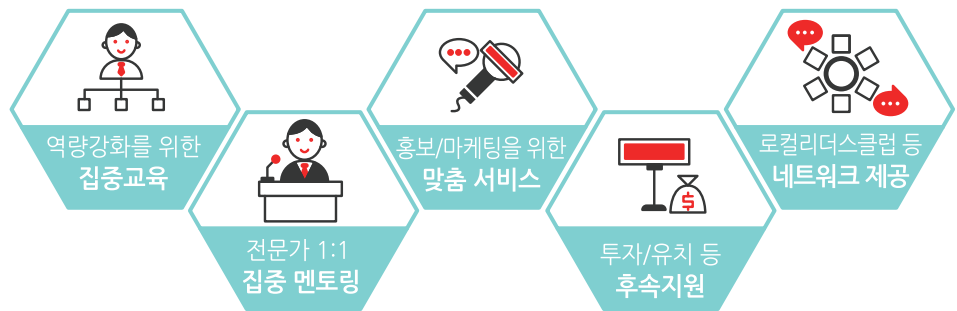 역량강화를 위한
집중교육
전문가 1:1
집중 멘토링
홍보/마케팅을 위한
맞춤 서비스
투자/유치 등
후속지원
로컬리더스클럽 등
네트워크 제공